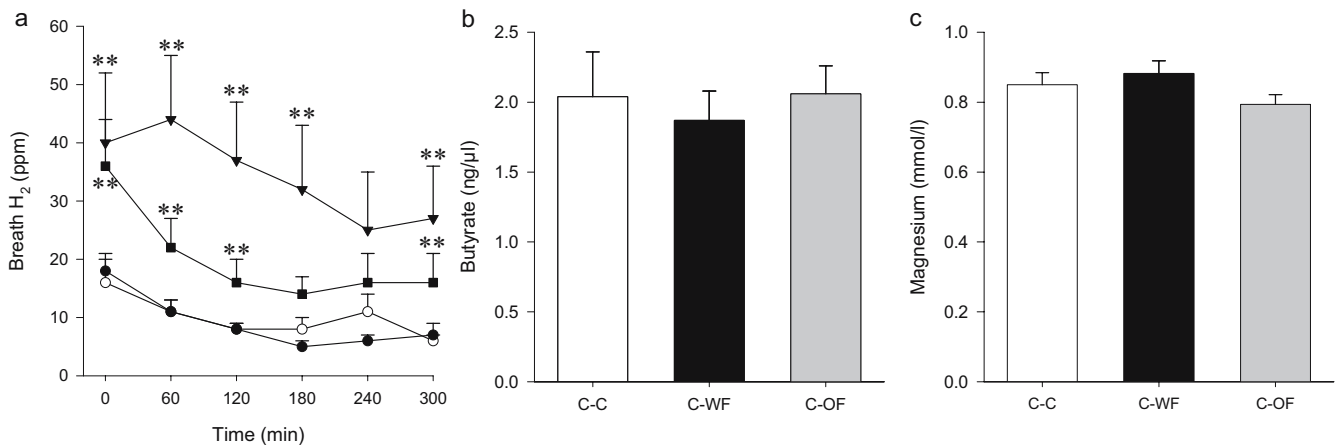 a
60
50
40
30
20
10
0
Breath H₂ (ppm)
** ** ** ** **
** ** ** **
0 60 120 180 240 300
Time (min)
b
2.5
2.0
1.5
1.0
0.5
0.0
Butyrate (ng/µl)
C-C C-WF C-OF
c
1.0
0.8
0.6
0.4
0.2
0.0
Magnesium (mmol/l)
C-C C-WF C-OF